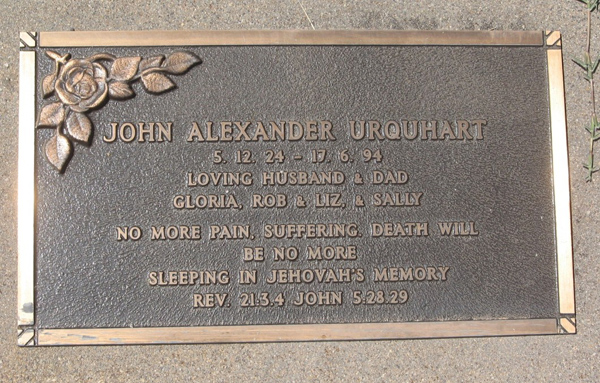 JOHN ALEXANDER URQUHART
5. 12. 24 - 17. 6. 94
LOVING HUSBAND & DAD
GLORIA, ROB & LIZ, & SALLY
NO MORE PAIN, SUFFERING. DEATH WILL
BE NO MORE
SLEEPING IN JEHOVAH'S MEMORY
REV. 21.3.4 JOHN 5.28.29